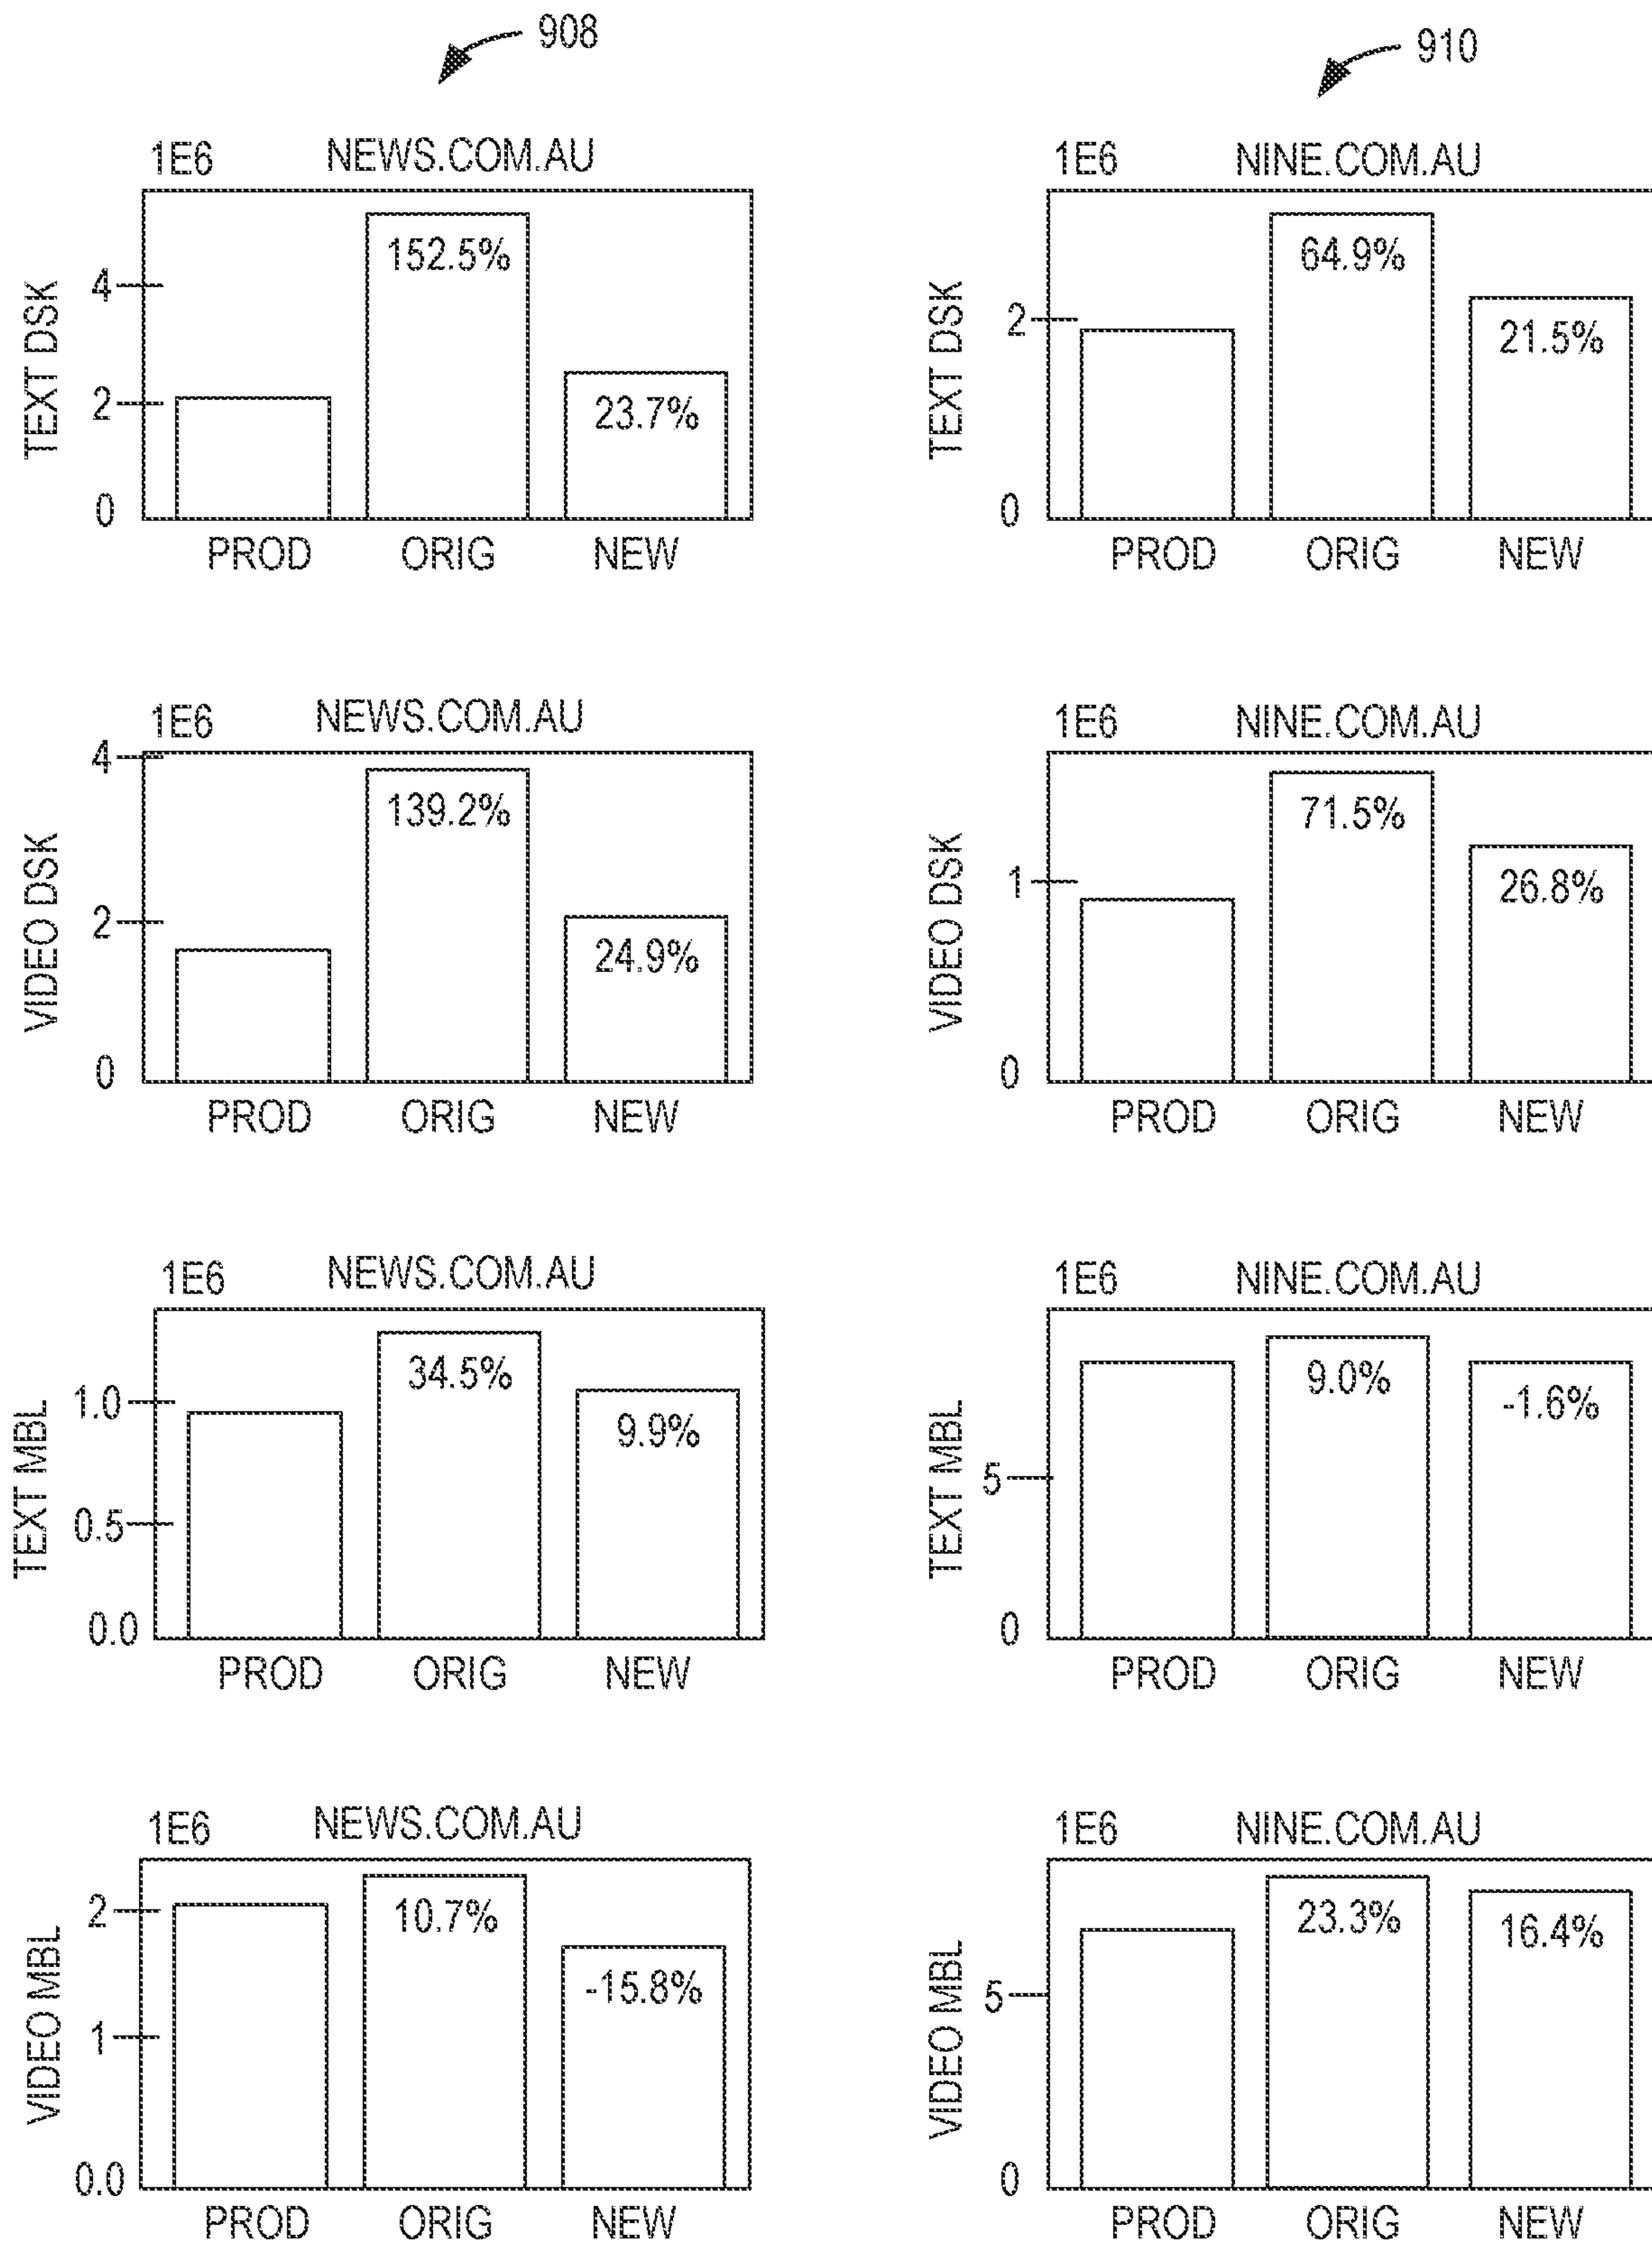 908
1E6 NEWS.COM.AU
TEXT DSK
4
152.5%
2
23.7%
0
PROD ORIG NEW
1E6 NEWS.COM.AU
VIDEO DSK
4
139.2%
2
24.9%
0
PROD ORIG NEW
1E6 NEWS.COM.AU
TEXT MBL
34.5%
1.0
9.9%
0.5
0.0
PROD ORIG NEW
1E6 NEWS.COM.AU
VIDEO MBL
2
10.7%
-15.8%
1
0.0
PROD ORIG NEW
910
1E6 NINE.COM.AU
TEXT DSK
64.9%
2
21.5%
0
PROD ORIG NEW
1E6 NINE.COM.AU
VIDEO DSK
71.5%
1
26.8%
0
PROD ORIG NEW
1E6 NINE.COM.AU
TEXT MBL
9.0%
-1.6%
5
0
PROD ORIG NEW
1E6 NINE.COM.AU
VIDEO MBL
23.3%
16.4%
5
0
PROD ORIG NEW